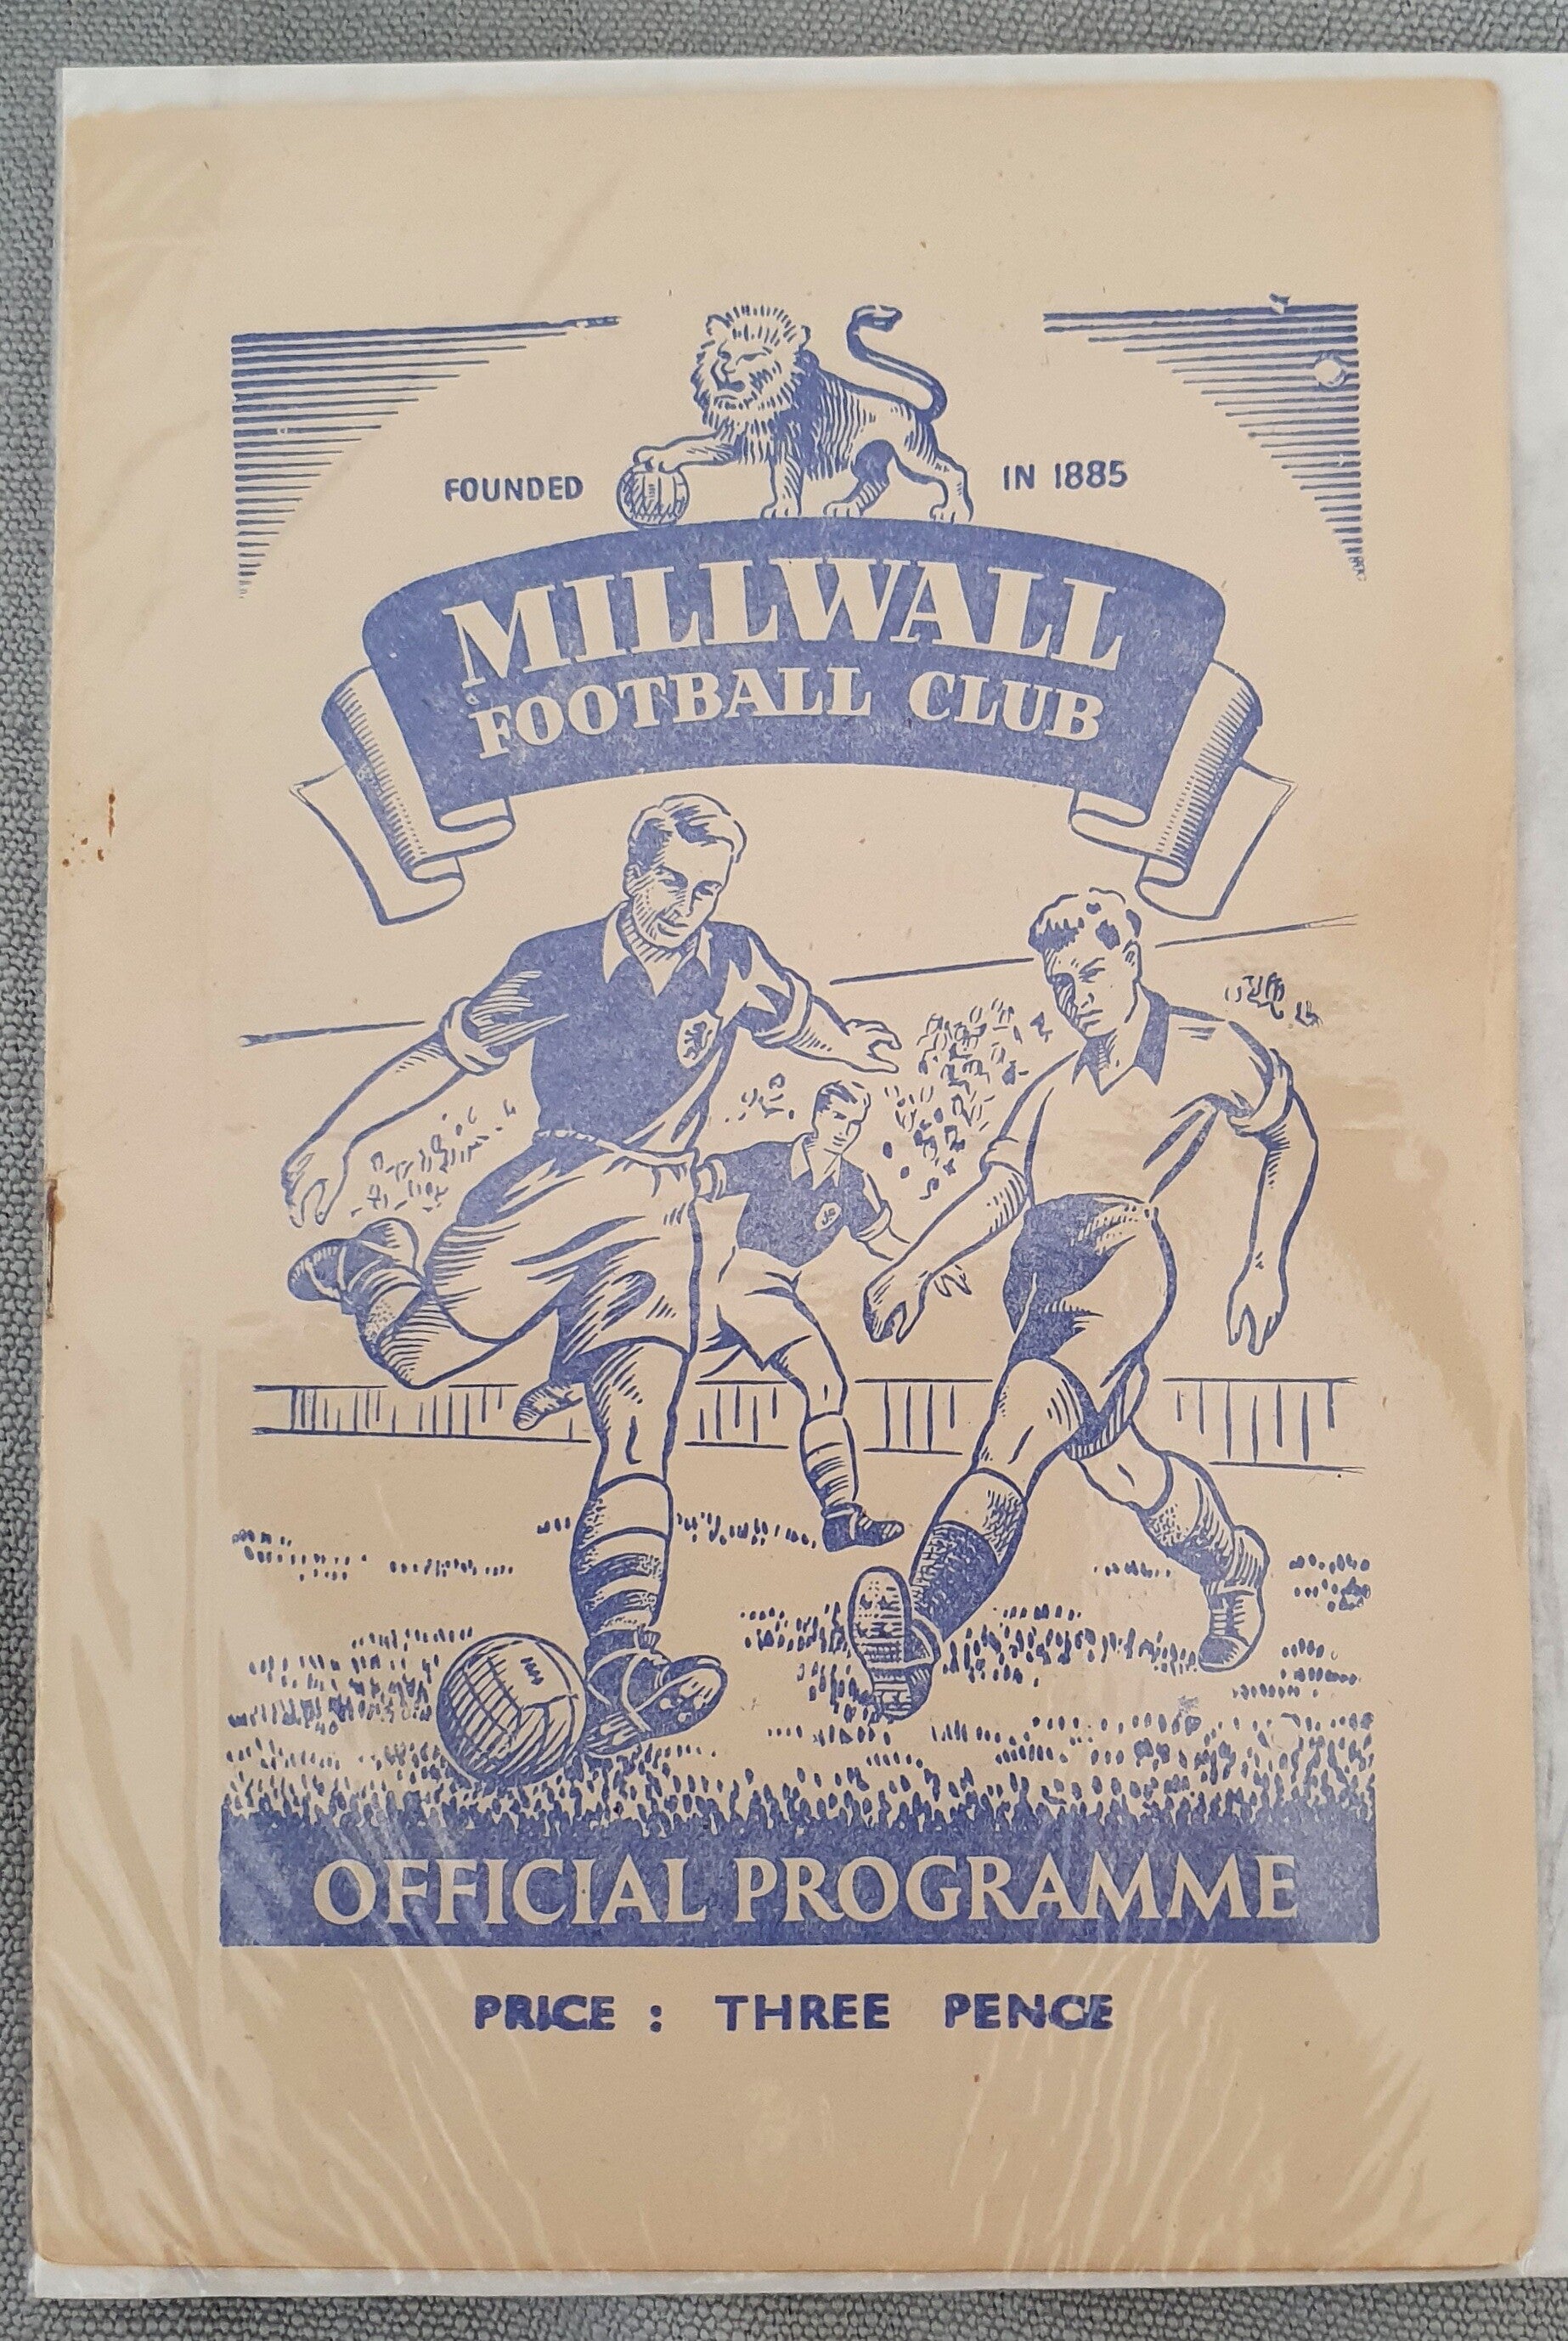 FOUNDED IN 1885
MILLWALL
FOOTBALL CLUB
OFFICIAL PROGRAMME
PRICE : THREE PENCE